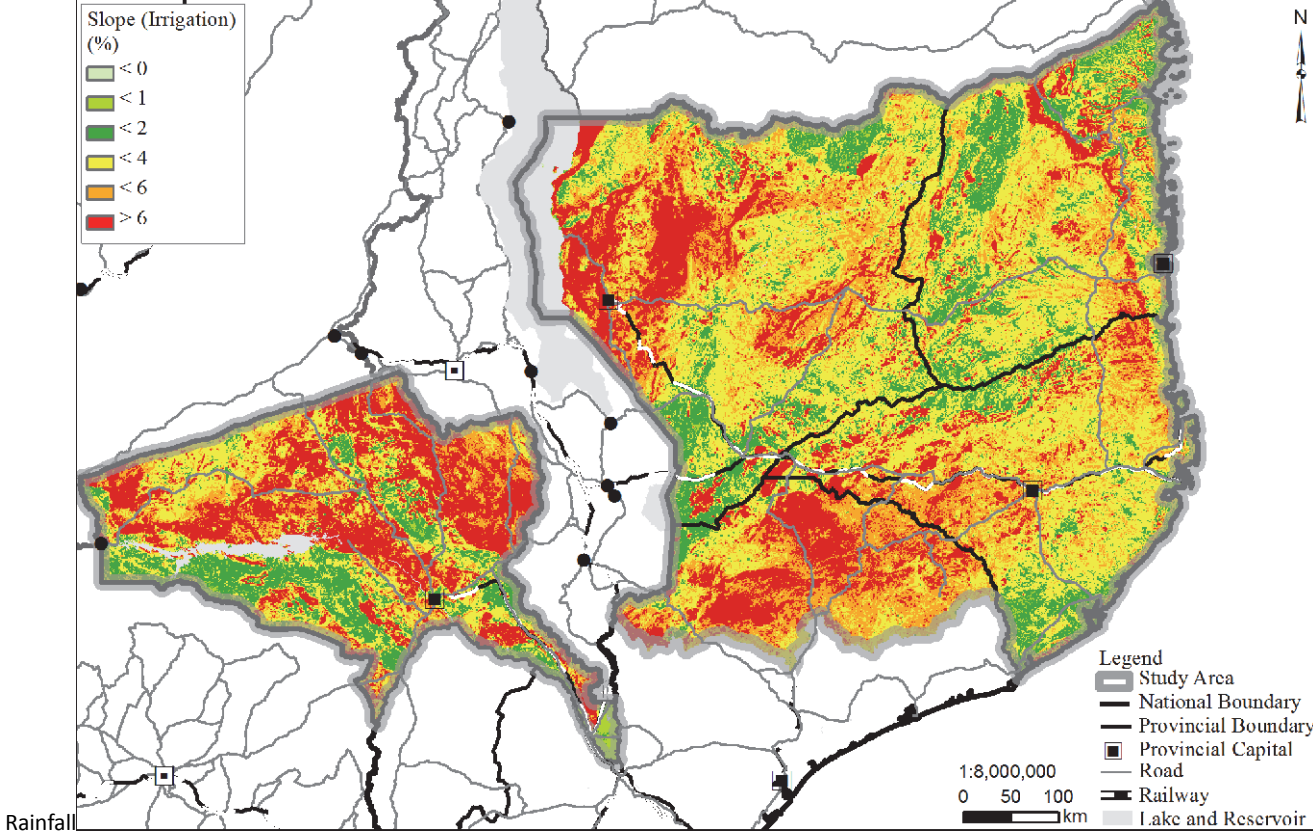 Slope (Irrigation)
(%)
< 0
< 1
< 2
< 4
< 6
> 6
N
Legend
Study Area
National Boundary
Provincial Boundary
Provincial Capital
Road
Railway
Lake and Reservoir
1:8,000,000
0 50 100
km
Rainfall